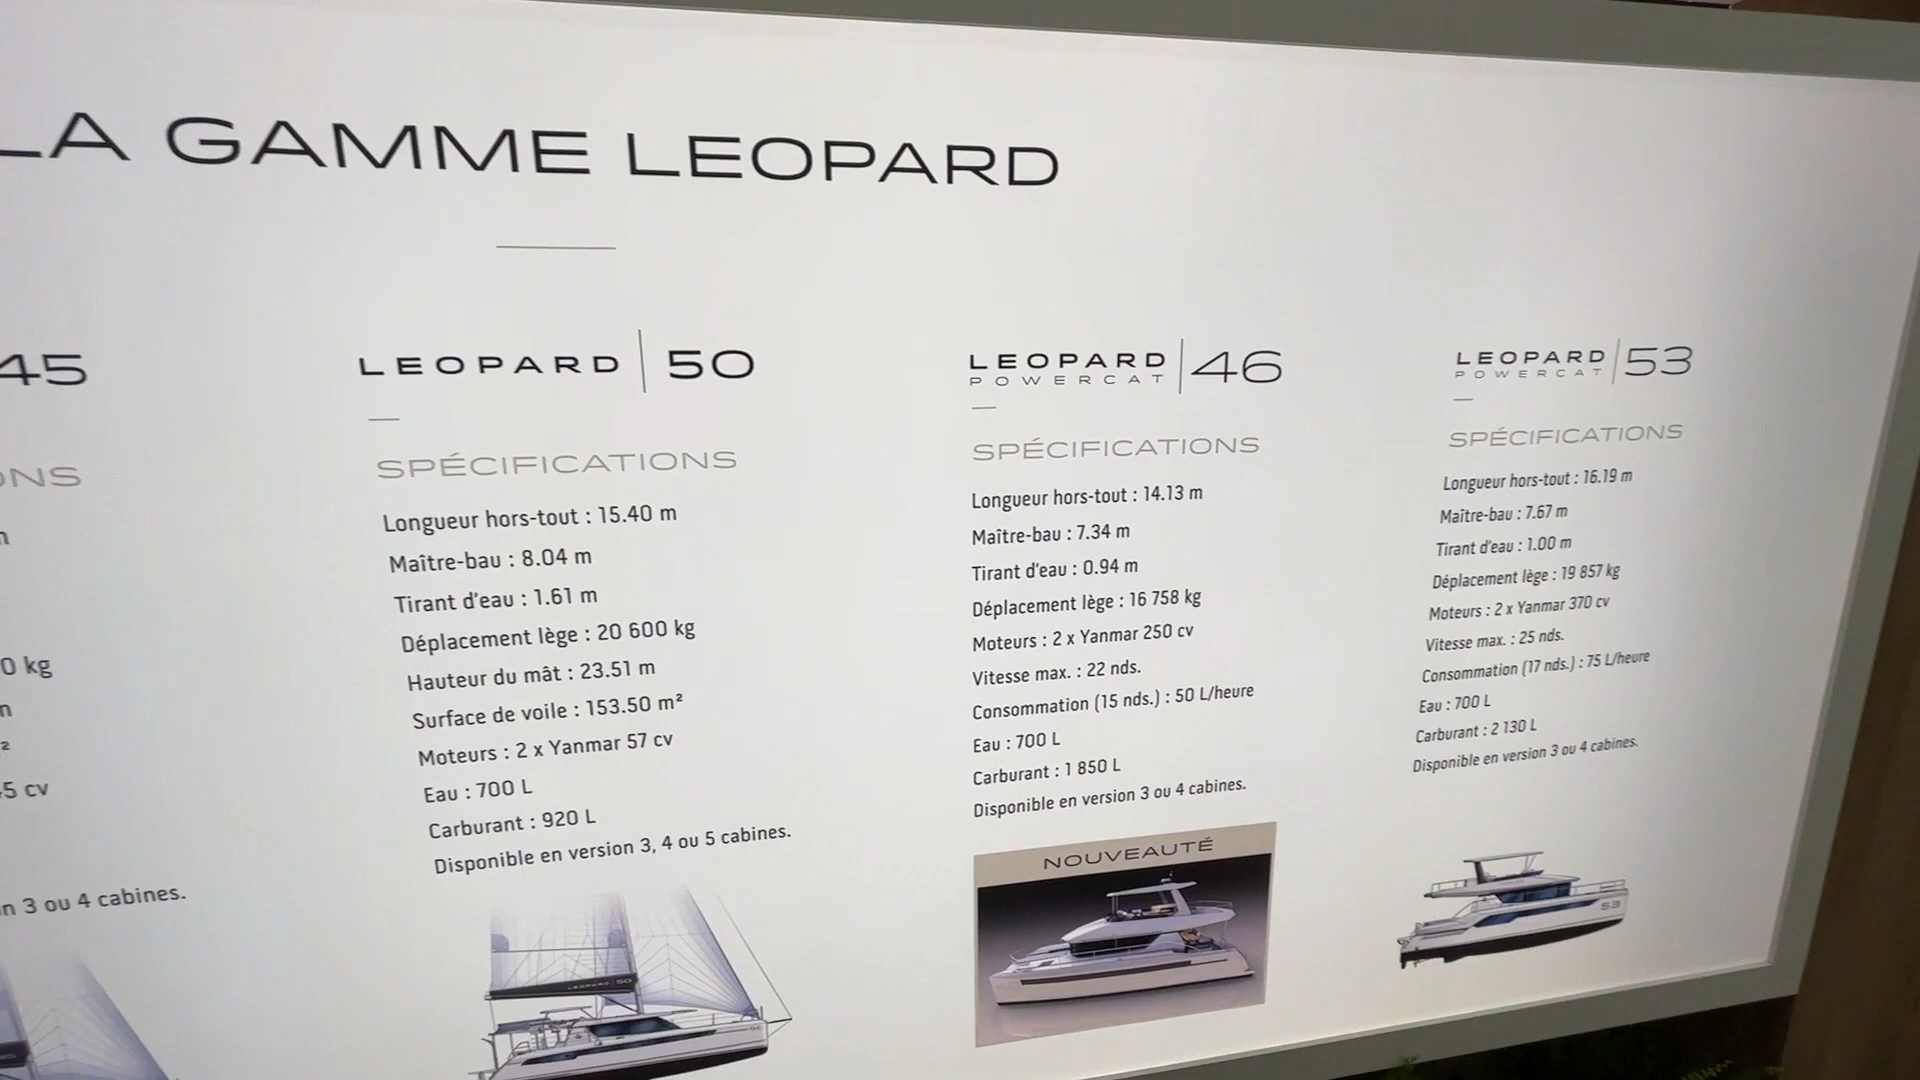 LA GAMME LEOPARD
45
ONS
0 kg
5 cv
n 3 ou 4 cabines.
LEOPARD | 50
SPÉCIFICATIONS
Longueur hors-tout : 15.40 m
Maître-bau : 8.04 m
Tirant d'eau : 1.61 m
Déplacement lège : 20 600 kg
Hauteur du mât : 23.51 m
Surface de voile : 153.50 m²
Moteurs : 2 x Yanmar 57 cv
Eau : 700 L
Carburant : 920 L
Disponible en version 3, 4 ou 5 cabines.
LEOPARD 50
LEOPARD | 46
POWERCAT
SPÉCIFICATIONS
Longueur hors-tout : 14.13 m
Maître-bau : 7.34 m
Tirant d'eau : 0.94 m
Déplacement lège : 16 758 kg
Moteurs : 2 x Yanmar 250 cv
Vitesse max. : 22 nds.
Consommation (15 nds.) : 50 L/heure
Eau : 700 L
Carburant : 1 850 L
Disponible en version 3 ou 4 cabines.
NOUVEAUTÉ
LEOPARD | 53
POWERCAT
SPÉCIFICATIONS
Longueur hors-tout : 16.19 m
Maître-bau : 7.67 m
Tirant d'eau : 1.00 m
Déplacement lège : 19 857 kg
Moteurs : 2 x Yanmar 370 cv
Vitesse max. : 25 nds.
Consommation (17 nds.) : 75 L/heure
Eau : 700 L
Carburant : 2 130 L
Disponible en version 3 ou 4 cabines.
53